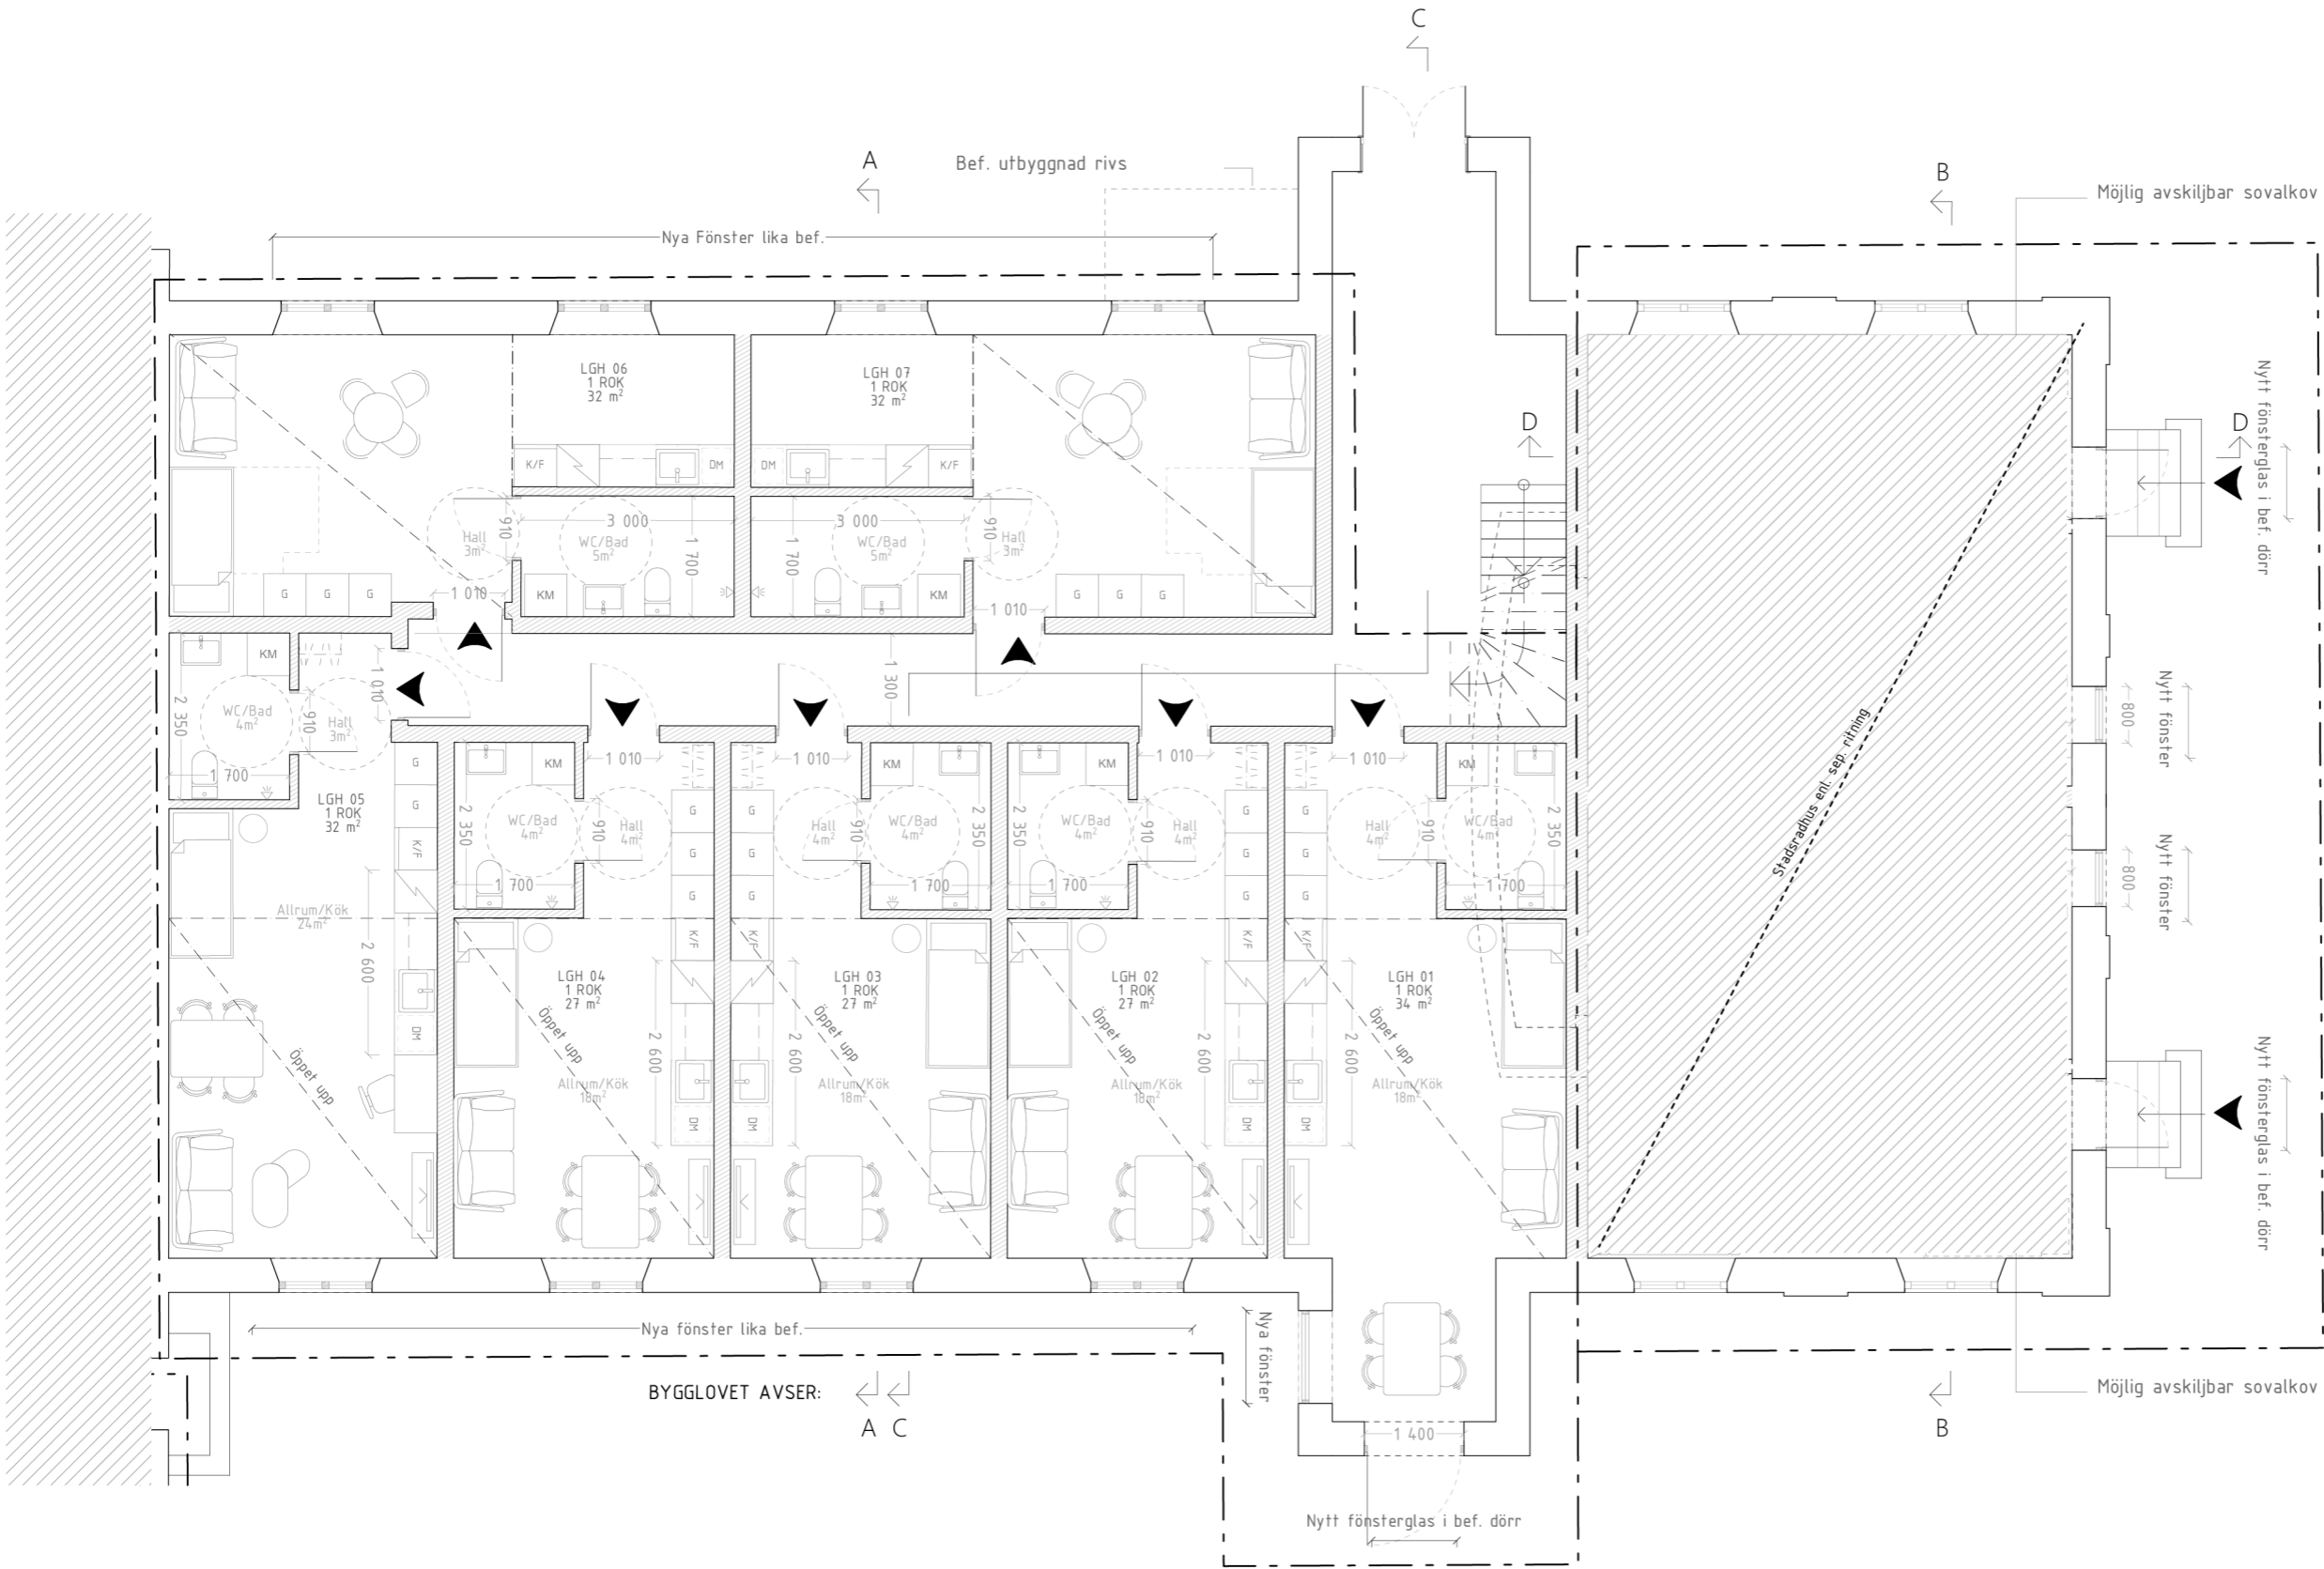 C
A
Bef. utbyggnad rivs
B
Möjlig avskiljbar sovalkov
Nya Fönster lika bef.
LGH 06
1 ROK
32 m²
LGH 07
1 ROK
32 m²
K/F
DM
DM
K/F
D
D
Nytt fönsterglas i bef. dörr
Hall
3m²
910
3 000
WC/Bad
5m²
1 700
1 700
3 000
WC/Bad
5m²
910
Hall
3m²
G
G
G
1 010
KM
KM
1 010
G
G
G
KM
2 350
WC/Bad
4m²
1 700
910
Hall
3m²
1 010
1 300
LGH 05
1 ROK
32 m²
G
G
K/F
Allrum/Kök
24m²
2 600
DM
Öppet upp
KM
1 010
2 350
WC/Bad
4m²
910
Hall
4m²
1 700
G
G
G
K/F
LGH 04
1 ROK
27 m²
Öppet upp
2 600
Allrum/Kök
18m²
DM
1 010
KM
G
G
G
Hall
4m²
910
WC/Bad
4m²
2 350
1 700
K/F
LGH 03
1 ROK
27 m²
Öppet upp
2 600
Allrum/Kök
18m²
DM
KM
1 010
2 350
WC/Bad
4m²
910
Hall
4m²
1 700
G
G
G
K/F
LGH 02
1 ROK
27 m²
Öppet upp
2 600
Allrum/Kök
18m²
DM
1 010
KM
G
G
G
Hall
4m²
910
WC/Bad
4m²
2 350
1 700
K/F
LGH 01
1 ROK
34 m²
Öppet upp
2 600
Allrum/Kök
18m²
DM
Stadsradhus enl. sep. ritning
800
Nytt fönster
800
Nytt fönster
Nytt fönsterglas i bef. dörr
Nya fönster lika bef.
Nya fönster
BYGGLOVET AVSER:
A
C
1 400
B
Möjlig avskiljbar sovalkov
Nytt fönsterglas i bef. dörr